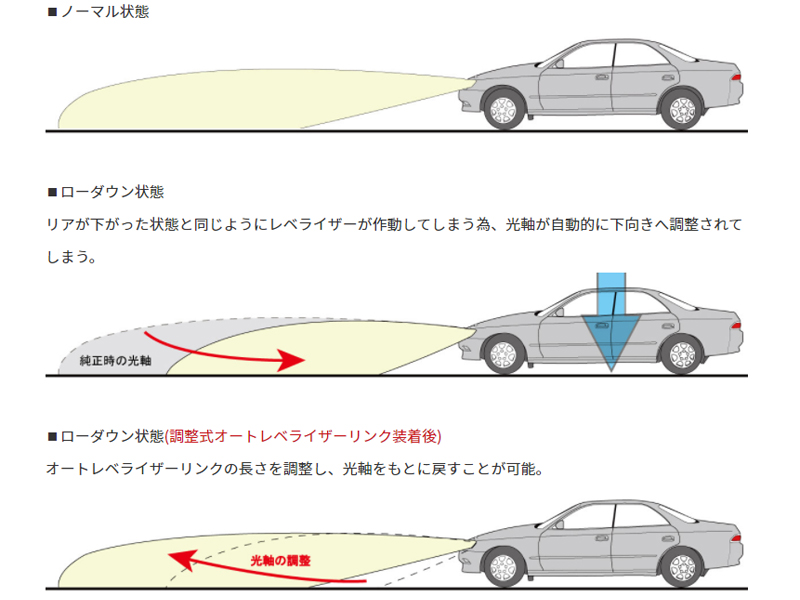 ■ノーマル状態
■ローダウン状態
リアが下がった状態と同じようにレベライザーが作動してしまう為、光軸が自動的に下向きへ調整されて
しまう。
純正時の光軸
■ローダウン状態(調整式オートレベライザーリンク装着後)
オートレベライザーリンクの長さを調整し、光軸をもとに戻すことが可能。
光軸の調整